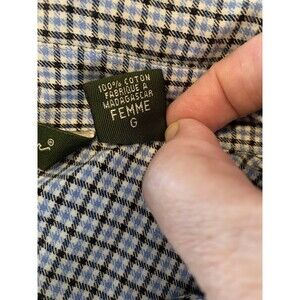 100% COTON
FABRIQUE A
MADAGASCAR
FEMME
G